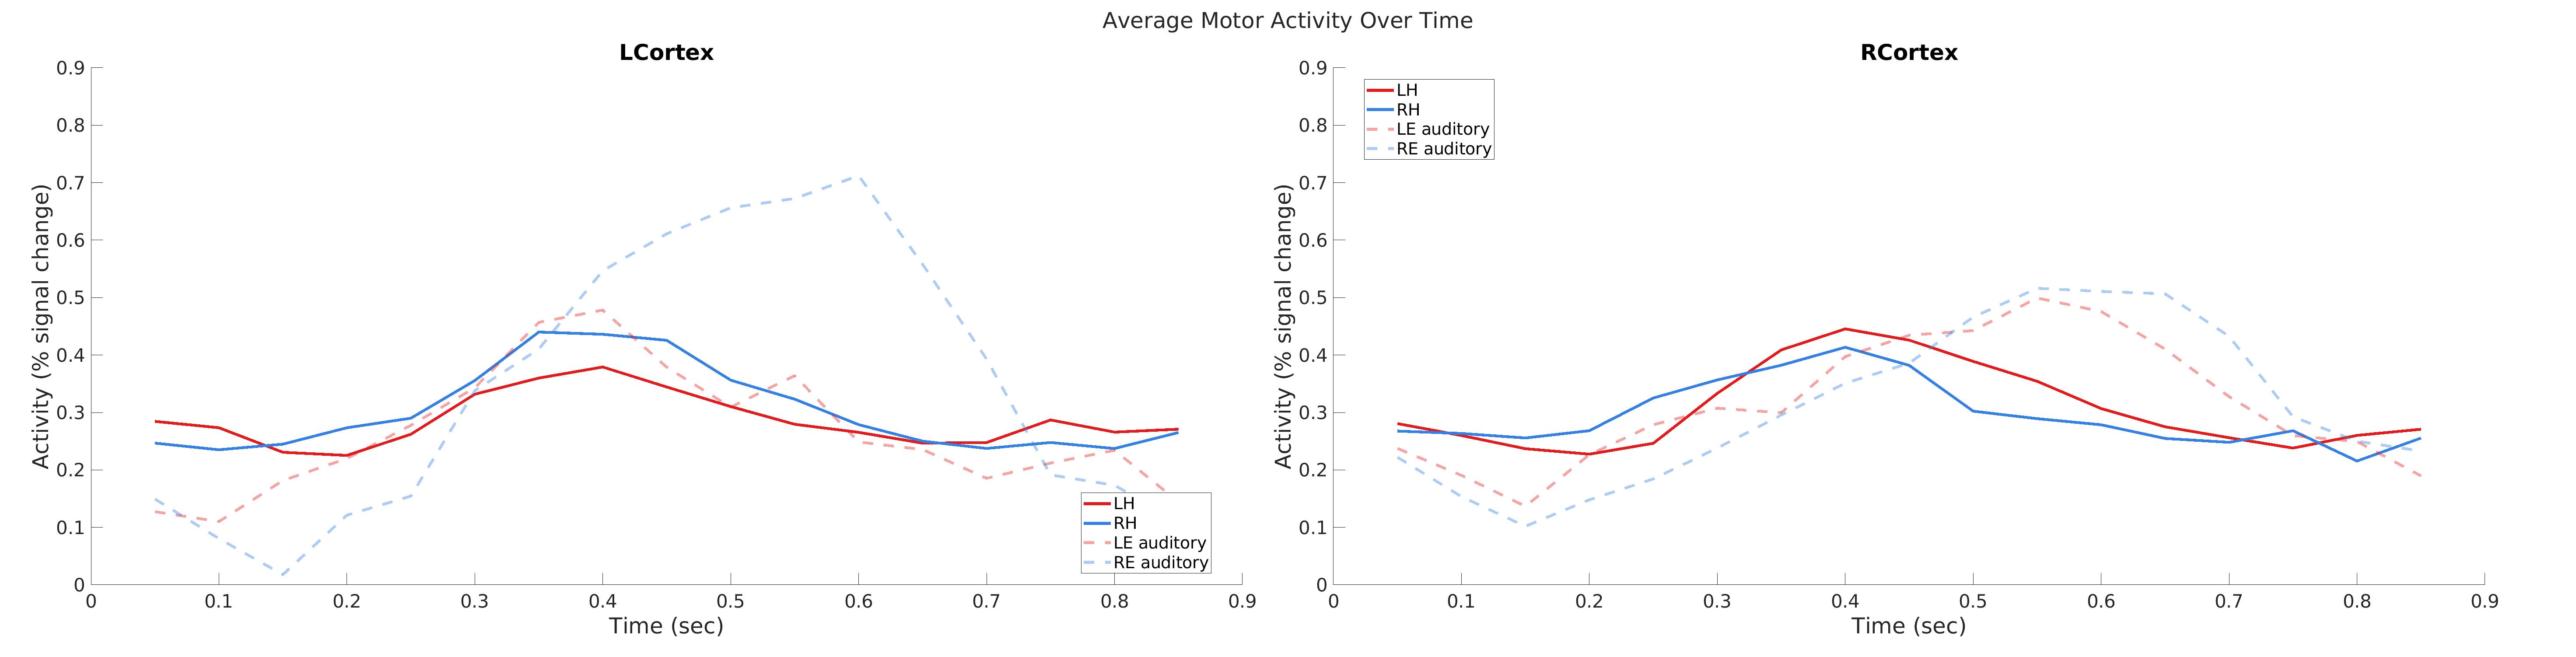 Average Motor Activity Over Time
LCortex
Activity (% signal change)
0.9
0.8
0.7
0.6
0.5
0.4
0.3
0.2
0.1
0
0 0.1 0.2 0.3 0.4 0.5 0.6 0.7 0.8 0.9
Time (sec)
LH
RH
LE auditory
RE auditory
RCortex
Activity (% signal change)
0.9
0.8
0.7
0.6
0.5
0.4
0.3
0.2
0.1
0
0 0.1 0.2 0.3 0.4 0.5 0.6 0.7 0.8 0.9
Time (sec)
LH
RH
LE auditory
RE auditory